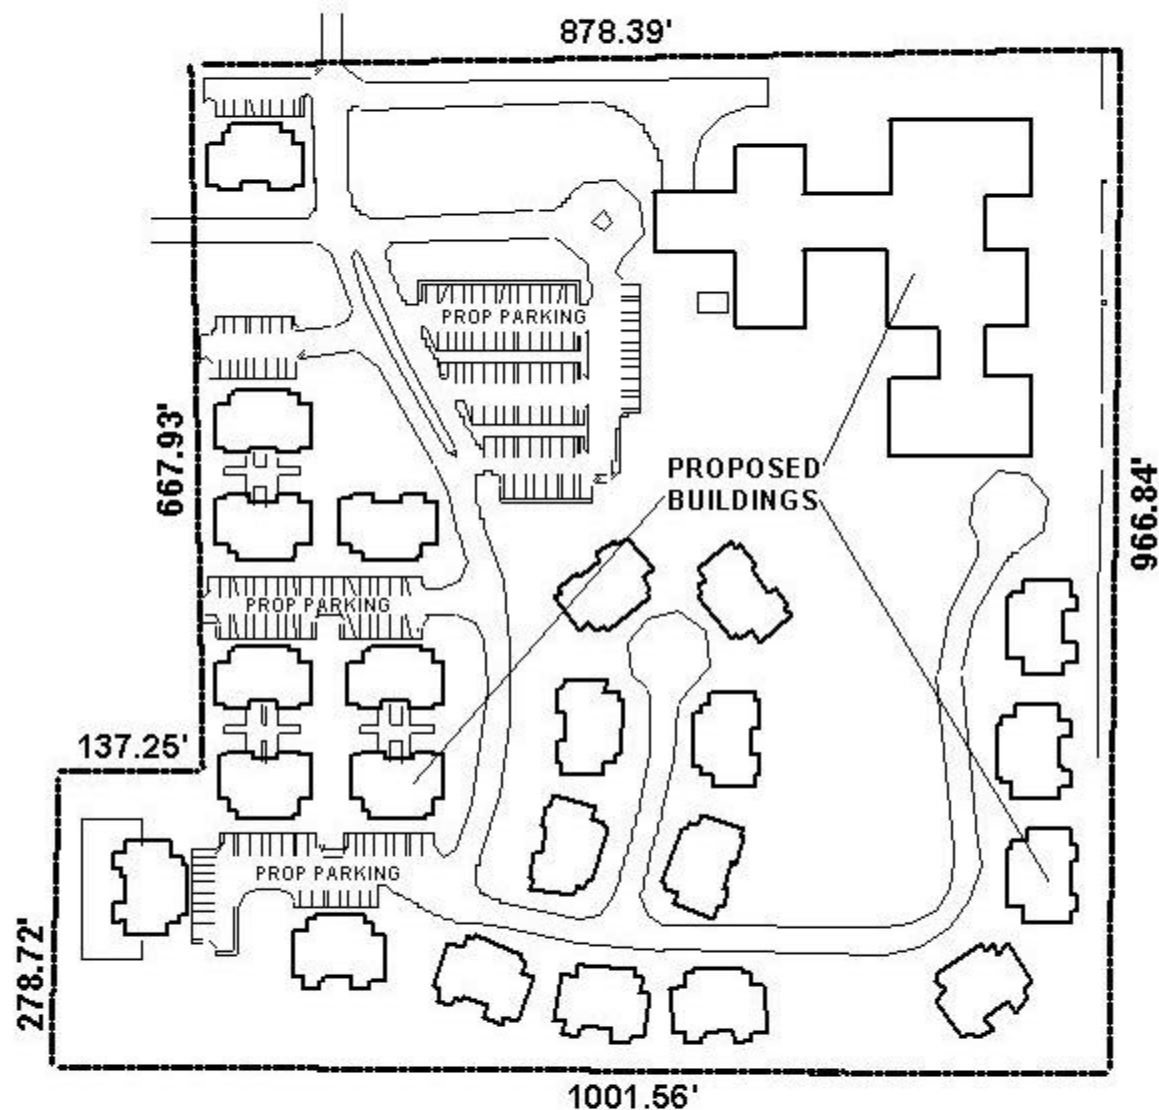 878.39'
PROP PARKING
667.93'
PROPOSED
BUILDINGS
966.84'
PROP PARKING
137.25'
PROP PARKING
278.72'
1001.56'